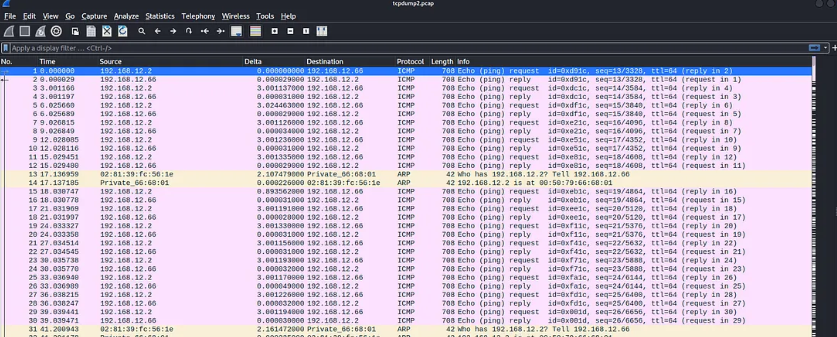 tcpdump2.pcap
File Edit View Go Capture Analyze Statistics Telephony Wireless Tools Help
Apply a display filter ... <Ctrl-/>
No. Time Source Delta Destination Protocol Length Info
1 0.000000 192.168.12.2 0.000000000 192.168.12.66 ICMP 708 Echo (ping) request id=0xd91c, seq=13/3328, ttl=64 (reply in 2)
2 0.000029 192.168.12.66 0.000029000 192.168.12.2 ICMP 708 Echo (ping) reply id=0xd91c, seq=13/3328, ttl=64 (request in 1)
3 3.001166 192.168.12.2 3.001137000 192.168.12.66 ICMP 708 Echo (ping) request id=0xdc1c, seq=14/3584, ttl=64 (reply in 4)
4 3.001197 192.168.12.66 0.000031000 192.168.12.2 ICMP 708 Echo (ping) reply id=0xdc1c, seq=14/3584, ttl=64 (request in 3)
5 6.025660 192.168.12.2 3.024463000 192.168.12.66 ICMP 708 Echo (ping) request id=0xdf1c, seq=15/3840, ttl=64 (reply in 6)
6 6.025689 192.168.12.66 0.000029000 192.168.12.2 ICMP 708 Echo (ping) reply id=0xdf1c, seq=15/3840, ttl=64 (request in 5)
7 9.026815 192.168.12.2 3.001126000 192.168.12.66 ICMP 708 Echo (ping) request id=0xe21c, seq=16/4096, ttl=64 (reply in 8)
8 9.026849 192.168.12.66 0.000034000 192.168.12.2 ICMP 708 Echo (ping) reply id=0xe21c, seq=16/4096, ttl=64 (request in 7)
9 12.028085 192.168.12.2 3.001236000 192.168.12.66 ICMP 708 Echo (ping) request id=0xe51c, seq=17/4352, ttl=64 (reply in 10)
10 12.028116 192.168.12.66 0.000031000 192.168.12.2 ICMP 708 Echo (ping) reply id=0xe51c, seq=17/4352, ttl=64 (request in 9)
11 15.029451 192.168.12.2 3.001335000 192.168.12.66 ICMP 708 Echo (ping) request id=0xe81c, seq=18/4608, ttl=64 (reply in 12)
12 15.029480 192.168.12.66 0.000029000 192.168.12.2 ICMP 708 Echo (ping) reply id=0xe81c, seq=18/4608, ttl=64 (request in 11)
13 17.136959 02:81:39:fc:56:1e 2.107479000 Private_66:68:01 ARP 42 Who has 192.168.12.2? Tell 192.168.12.66
14 17.137185 Private_66:68:01 0.000226000 02:81:39:fc:56:1e ARP 42 192.168.12.2 is at 00:50:79:66:68:01
15 18.030747 192.168.12.2 0.893562000 192.168.12.66 ICMP 708 Echo (ping) request id=0xeb1c, seq=19/4864, ttl=64 (reply in 16)
16 18.030778 192.168.12.66 0.000031000 192.168.12.2 ICMP 708 Echo (ping) reply id=0xeb1c, seq=19/4864, ttl=64 (request in 15)
17 21.031969 192.168.12.2 3.001191000 192.168.12.66 ICMP 708 Echo (ping) request id=0xee1c, seq=20/5120, ttl=64 (reply in 18)
18 21.031997 192.168.12.66 0.000028000 192.168.12.2 ICMP 708 Echo (ping) reply id=0xee1c, seq=20/5120, ttl=64 (request in 17)
19 24.033327 192.168.12.2 3.001330000 192.168.12.66 ICMP 708 Echo (ping) request id=0xf11c, seq=21/5376, ttl=64 (reply in 20)
20 24.033358 192.168.12.66 0.000031000 192.168.12.2 ICMP 708 Echo (ping) reply id=0xf11c, seq=21/5376, ttl=64 (request in 19)
21 27.034514 192.168.12.2 3.001156000 192.168.12.66 ICMP 708 Echo (ping) request id=0xf41c, seq=22/5632, ttl=64 (reply in 22)
22 27.034545 192.168.12.66 0.000031000 192.168.12.2 ICMP 708 Echo (ping) reply id=0xf41c, seq=22/5632, ttl=64 (request in 21)
23 30.035738 192.168.12.2 3.001193000 192.168.12.66 ICMP 708 Echo (ping) request id=0xf71c, seq=23/5888, ttl=64 (reply in 24)
24 30.035770 192.168.12.66 0.000032000 192.168.12.2 ICMP 708 Echo (ping) reply id=0xf71c, seq=23/5888, ttl=64 (request in 23)
25 33.036940 192.168.12.2 3.001170000 192.168.12.66 ICMP 708 Echo (ping) request id=0xfa1c, seq=24/6144, ttl=64 (reply in 26)
26 33.036989 192.168.12.66 0.000049000 192.168.12.2 ICMP 708 Echo (ping) reply id=0xfa1c, seq=24/6144, ttl=64 (request in 25)
27 36.038215 192.168.12.2 3.001226000 192.168.12.66 ICMP 708 Echo (ping) request id=0xfd1c, seq=25/6400, ttl=64 (reply in 28)
28 36.038247 192.168.12.66 0.000032000 192.168.12.2 ICMP 708 Echo (ping) reply id=0xfd1c, seq=25/6400, ttl=64 (request in 27)
29 39.039441 192.168.12.2 3.001194000 192.168.12.66 ICMP 708 Echo (ping) request id=0x001d, seq=26/6656, ttl=64 (reply in 30)
30 39.039471 192.168.12.66 0.000030000 192.168.12.2 ICMP 708 Echo (ping) reply id=0x001d, seq=26/6656, ttl=64 (request in 29)
31 41.200943 02:81:39:fc:56:1e 2.161472000 Private_66:68:01 ARP 42 Who has 192.168.12.2? Tell 192.168.12.66